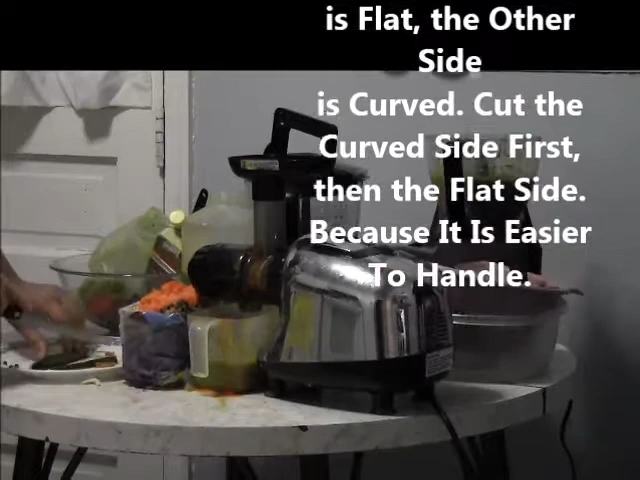 is Flat, the Other
Side
is Curved. Cut the
Curved Side First,
then the Flat Side.
Because It Is Easier
To Handle.